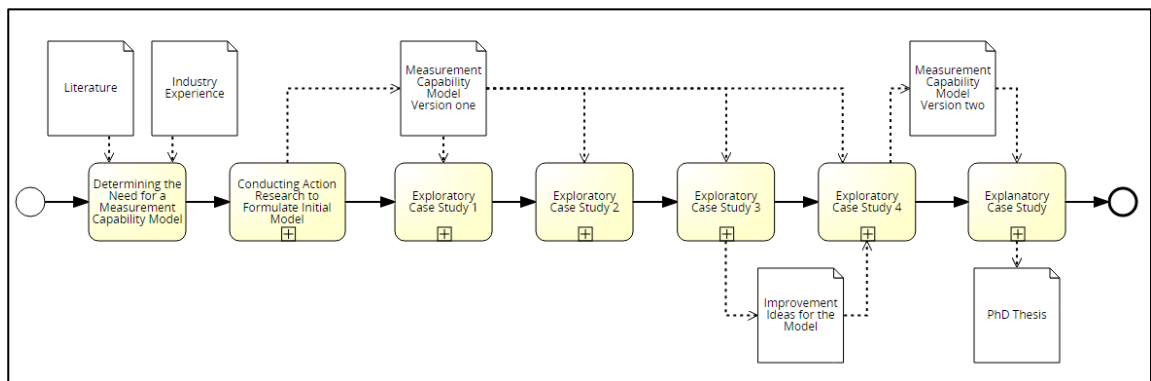 Literature
Industry
Experience
Measurement
Capability
Model
Version one
Measurement
Capability
Model
Version two
Determining the
Need for a
Measurement
Capability Model
Conducting Action
Research to
Formulate Initial
Model
Exploratory
Case Study 1
Exploratory
Case Study 2
Exploratory
Case Study 3
Exploratory
Case Study 4
Explanatory
Case Study
Improvement
Ideas for the
Model
PhD Thesis